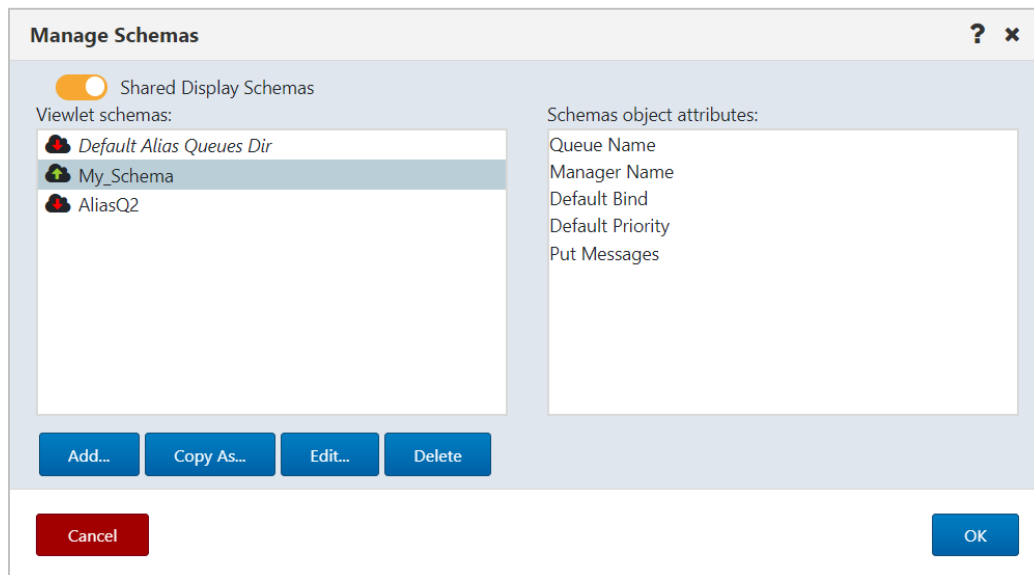 Manage Schemas ? ×
Shared Display Schemas
Viewlet schemas:
Default Alias Queues Dir
My_Schema
AliasQ2
Schemas object attributes:
Queue Name
Manager Name
Default Bind
Default Priority
Put Messages
Add... Copy As... Edit... Delete
Cancel OK